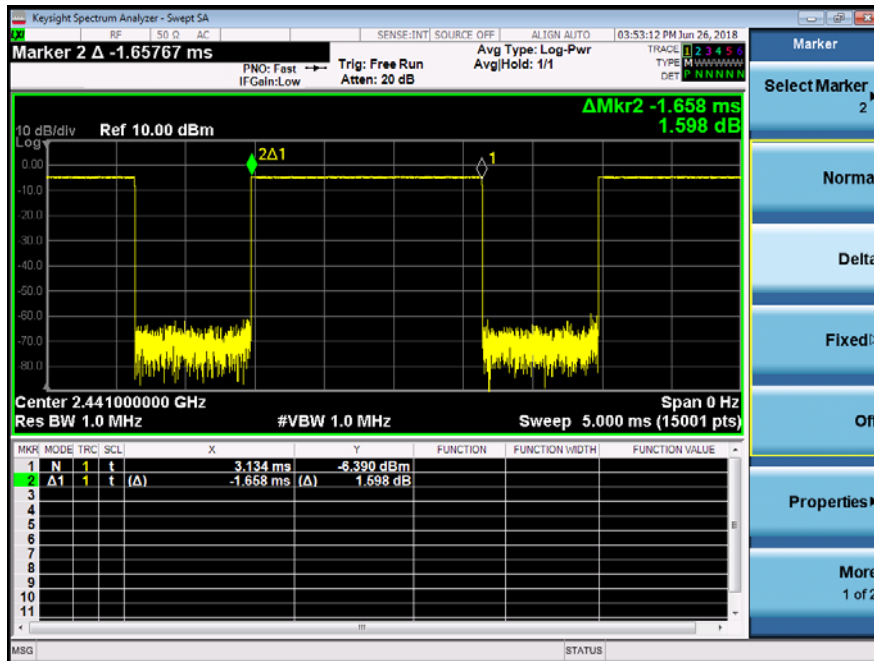 Keysight Spectrum Analyzer - Swept SA
LXI RF 50 Ω AC SENSE:INT SOURCE OFF ALIGN AUTO 03:53:12 PM Jun 26, 2018
Marker 2 Δ -1.65767 ms
PNO: Fast
IFGain:Low
Trig: Free Run
Atten: 20 dB
Avg Type: Log-Pwr
Avg|Hold: 1/1
TRACE 1 2 3 4 5 6
TYPE M W W W W W
DET P N N N N N
ΔMkr2 -1.658 ms
1.598 dB
10 dB/div Ref 10.00 dBm
Log
2Δ1
1
0.00
-10.0
-20.0
-30.0
-40.0
-50.0
-60.0
-70.0
-80.0
Center 2.441000000 GHz Span 0 Hz
Res BW 1.0 MHz #VBW 1.0 MHz Sweep 5.000 ms (15001 pts)
MKR MODE TRC SCL X Y FUNCTION FUNCTION WIDTH FUNCTION VALUE
1 N 1 t 3.134 ms -6.390 dBm
2 Δ1 1 t (Δ) -1.658 ms (Δ) 1.598 dB
3
4
5
6
7
8
9
10
11
MSG STATUS
Marker
Select Marker
2
Norma
Delta
Fixed
Off
Properties
More
1 of 2